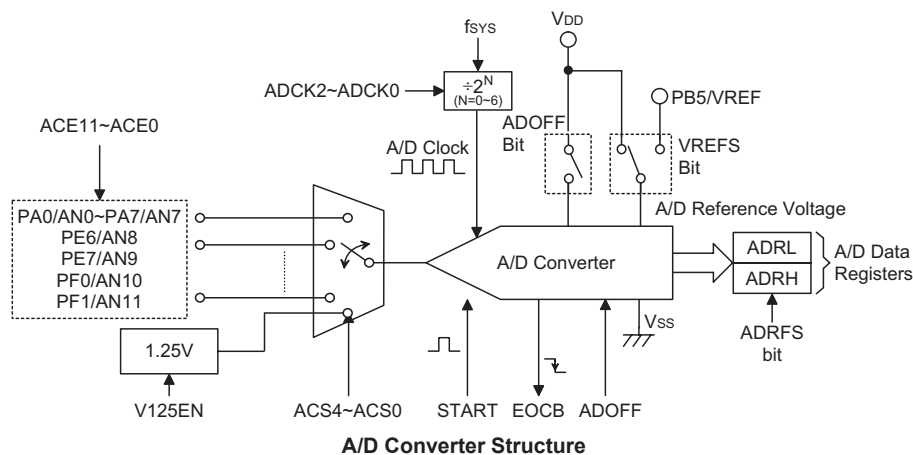 fSYS
VDD
ADCK2~ADCK0
÷2^N
(N=0~6)
PB5/VREF
ACE11~ACE0
A/D Clock
ADOFF
Bit
VREFS
Bit
PA0/AN0~PA7/AN7
PE6/AN8
PE7/AN9
PF0/AN10
PF1/AN11
A/D Reference Voltage
A/D Converter
ADRL
ADRH
A/D Data
Registers
1.25V
VSS
ADRFS
bit
V125EN
ACS4~ACS0
START
EOCB
ADOFF
A/D Converter Structure